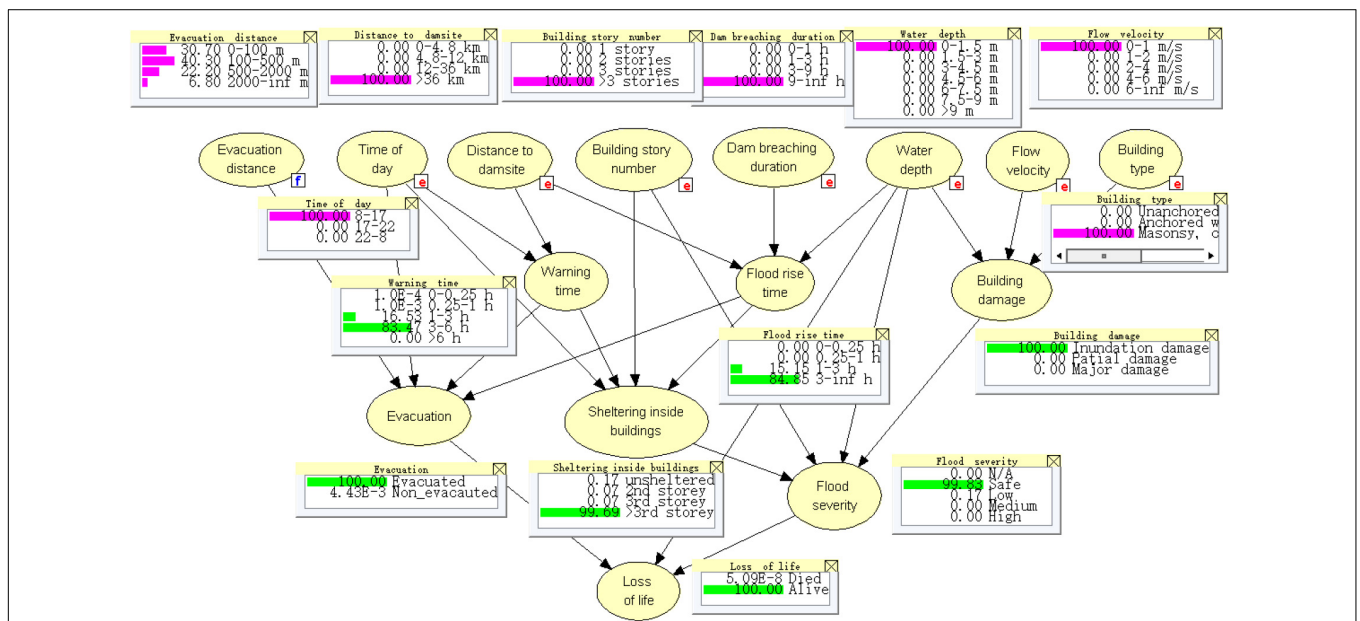 Evacuation distance
30.70 0-100 m
40.30 100-500 m
22.20 500-2000 m
6.80 2000-inf m
Distance to damsite
0.00 0-4.8 km
0.00 4.8-12 km
0.00 12-36 km
100.00 >36 km
Building story number
0.00 1 story
0.00 2 stories
0.00 3 stories
100.00 >3 stories
Dam breaching duration
0.00 0-1 h
0.00 1-3 h
0.00 3-9 h
100.00 9-inf h
Water depth
100.00 0-1.5 m
0.00 1.5-3 m
0.00 3-4.5 m
0.00 4.5-6 m
0.00 6-7.5 m
0.00 7.5-9 m
0.00 >9 m
Flow velocity
100.00 0-1 m/s
0.00 1-2 m/s
0.00 2-4 m/s
0.00 4-6 m/s
0.00 6-inf m/s
Evacuation
distance
f
Time of
day
e
Distance to
damsite
e
Building story
number
e
Dam breaching
duration
e
Water
depth
e
Flow
velocity
e
Building
type
e
Time of day
100.00 8-17
0.00 17-22
0.00 22-8
Building type
0.00 Unanchored
0.00 Anchored w
100.00 Masonsy, c
Warning
time
Flood rise
time
Building
damage
Warning time
1.0E-4 0-0.25 h
1.0E-3 0.25-1 h
16.53 1-3 h
83.47 3-6 h
0.00 >6 h
Flood rise time
0.00 0-0.25 h
0.00 0.25-1 h
15.15 1-3 h
84.85 3-inf h
Building damage
100.00 Inundation damage
0.00 Patial damage
0.00 Major damage
Evacuation
Sheltering inside
buildings
Evacuation
100.00 Evacuated
4.43E-3 Non_evacauted
Sheltering inside buildings
0.17 unsheltered
0.07 2nd storey
0.07 3rd storey
99.69 >3rd storey
Flood
severity
Flood severity
0.00 N/A
99.83 Safe
0.17 Low
0.00 Medium
0.00 High
Loss
of life
Loss of life
5.09E-8 Died
100.00 Alive